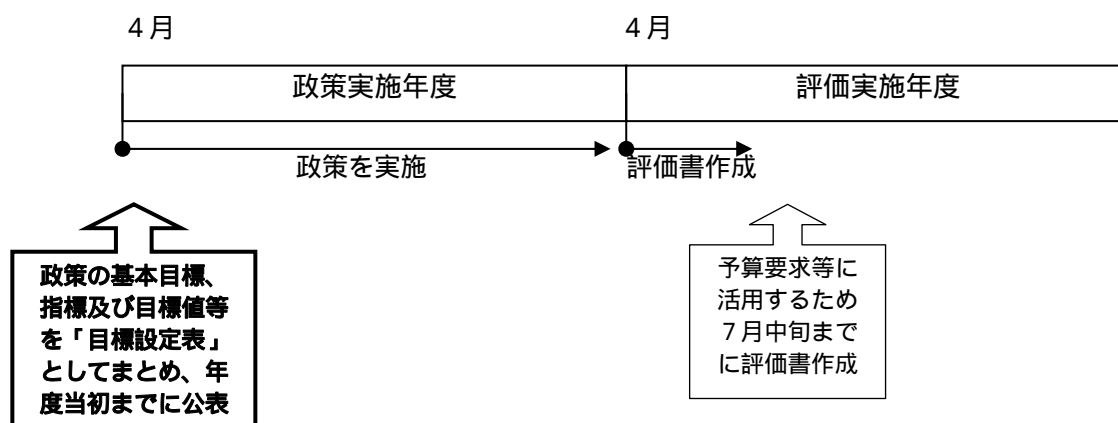 ４月
４月
政策実施年度
評価実施年度
政策を実施
評価書作成
政策の基本目標、
指標及び目標値等
を「目標設定表」
としてまとめ、年
度当初までに公表
予算要求等に
活用するため
７月中旬まで
に評価書作成